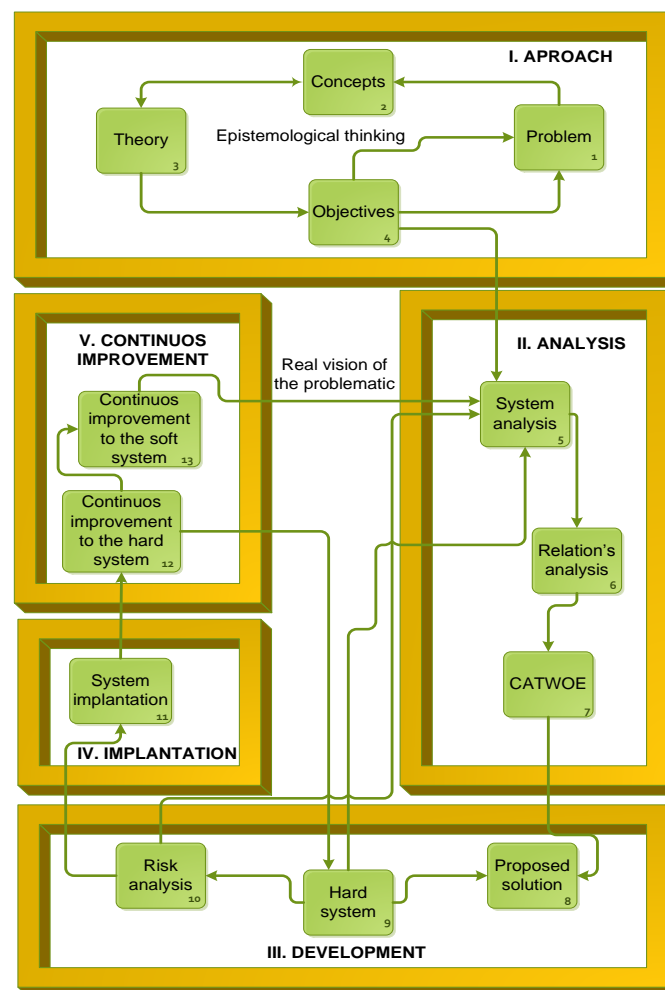 I. APROACH
Concepts
2
Theory
3
Epistemological thinking
Problem
1
Objectives
4
V. CONTINUOS
IMPROVEMENT
Real vision of
the problematic
II. ANALYSIS
Continuos
improvement
to the soft
system
13
System
analysis
5
Continuos
improvement
to the hard
system
12
Relation's
analysis
6
System
implantation
11
CATWOE
7
IV. IMPLANTATION
Risk
analysis
10
Hard
system
9
Proposed
solution
8
III. DEVELOPMENT